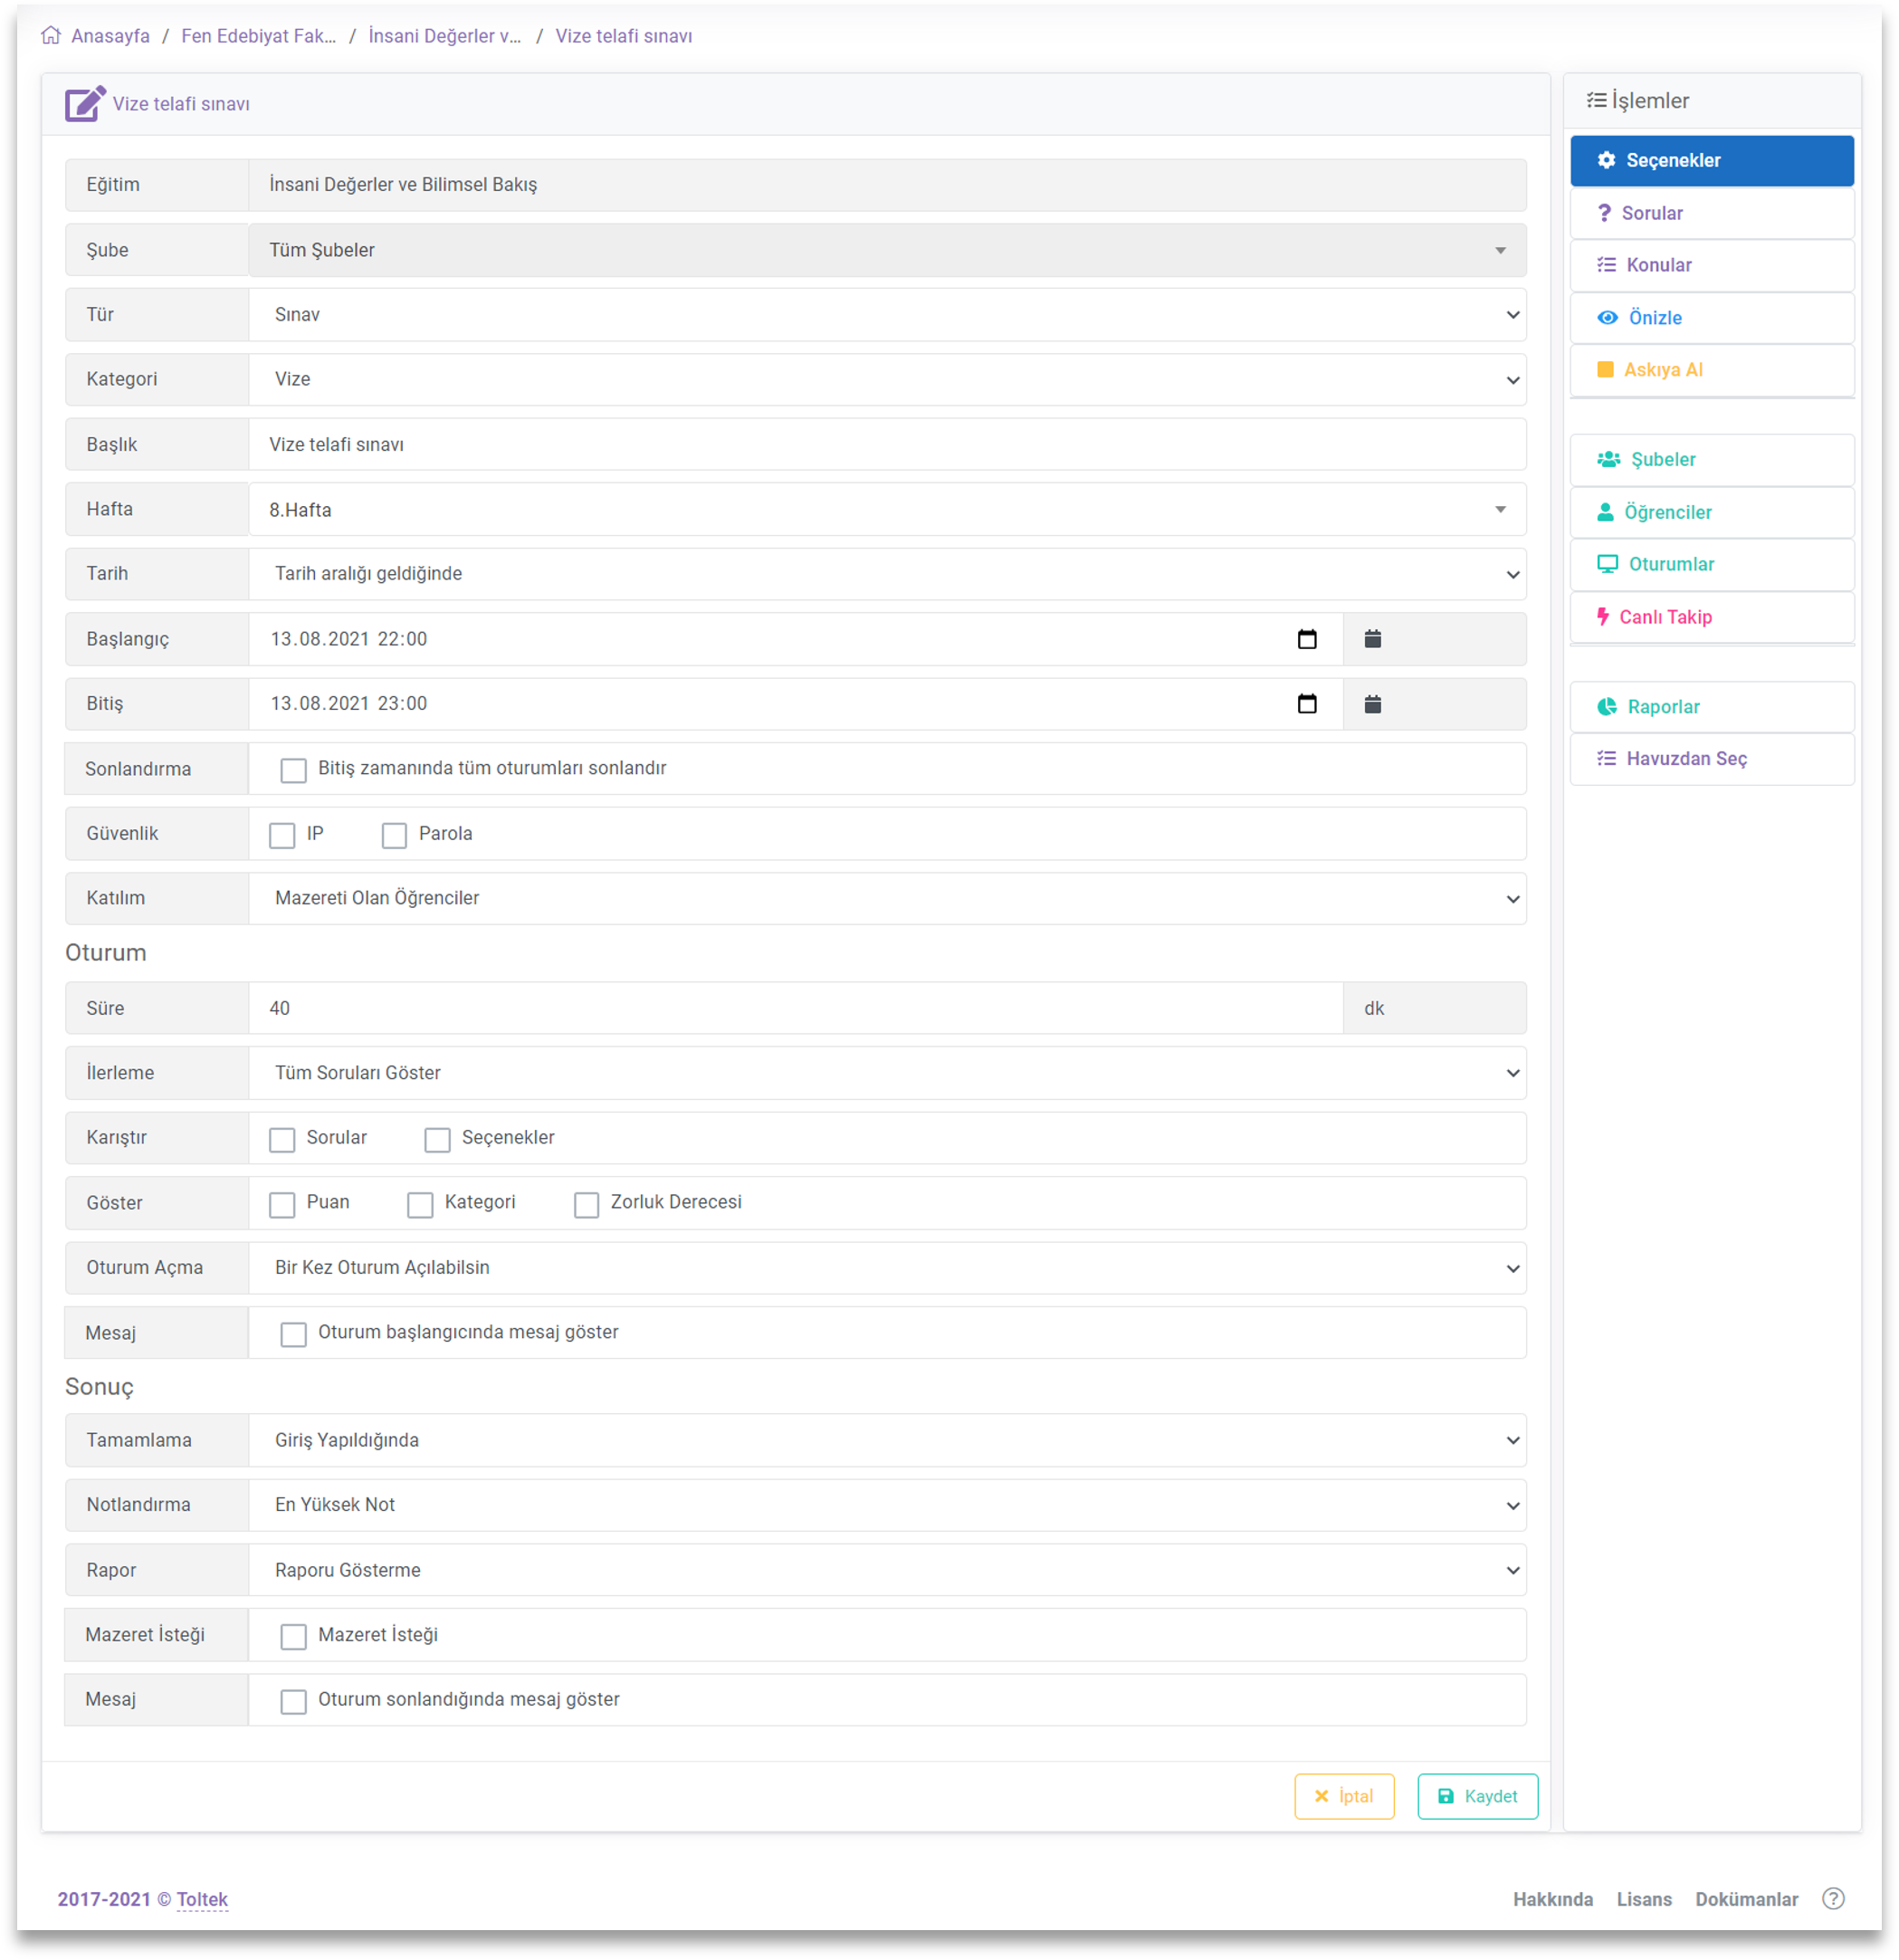 Anasayfa / Fen Edebiyat Fak... / İnsani Değerler v... / Vize telafi sınavı
Vize telafi sınavı
Eğitim İnsani Değerler ve Bilimsel Bakış
Şube Tüm Şubeler
Tür Sınav
Kategori Vize
Başlık Vize telafi sınavı
Hafta 8.Hafta
Tarih Tarih aralığı geldiğinde
Başlangıç 13.08.2021 22:00
Bitiş 13.08.2021 23:00
Sonlandırma Bitiş zamanında tüm oturumları sonlandır
Güvenlik IP Parola
Katılım Mazereti Olan Öğrenciler
Oturum
Süre 40 dk
İlerleme Tüm Soruları Göster
Karıştır Sorular Seçenekler
Göster Puan Kategori Zorluk Derecesi
Oturum Açma Bir Kez Oturum Açılabilsin
Mesaj Oturum başlangıcında mesaj göster
Sonuç
Tamamlama Giriş Yapıldığında
Notlandırma En Yüksek Not
Rapor Raporu Gösterme
Mazeret İsteği Mazeret İsteği
Mesaj Oturum sonlandığında mesaj göster
İptal Kaydet
İşlemler
Seçenekler
Sorular
Konular
Önizle
Askıya Al
Şubeler
Öğrenciler
Oturumlar
Canlı Takip
Raporlar
Havuzdan Seç
2017-2021 © Toltek
Hakkında Lisans Dokümanlar ?